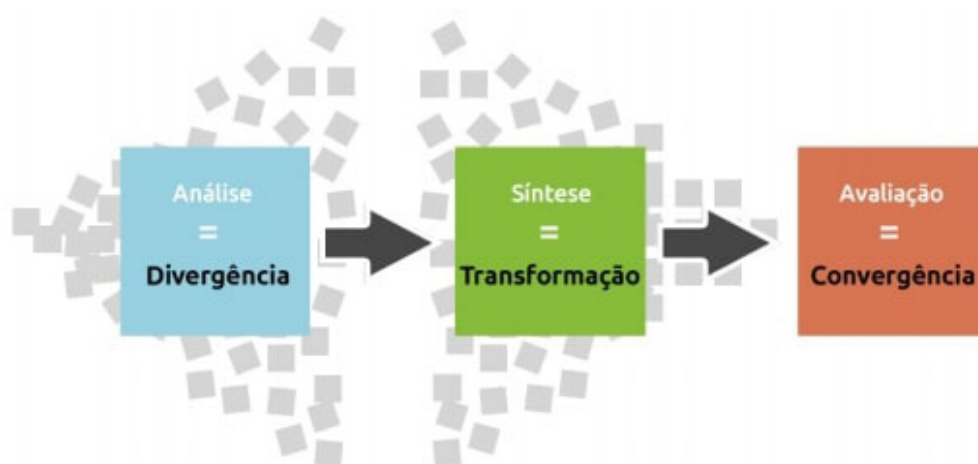 Análise
=
Divergência
Síntese
=
Transformação
Avaliação
=
Convergência